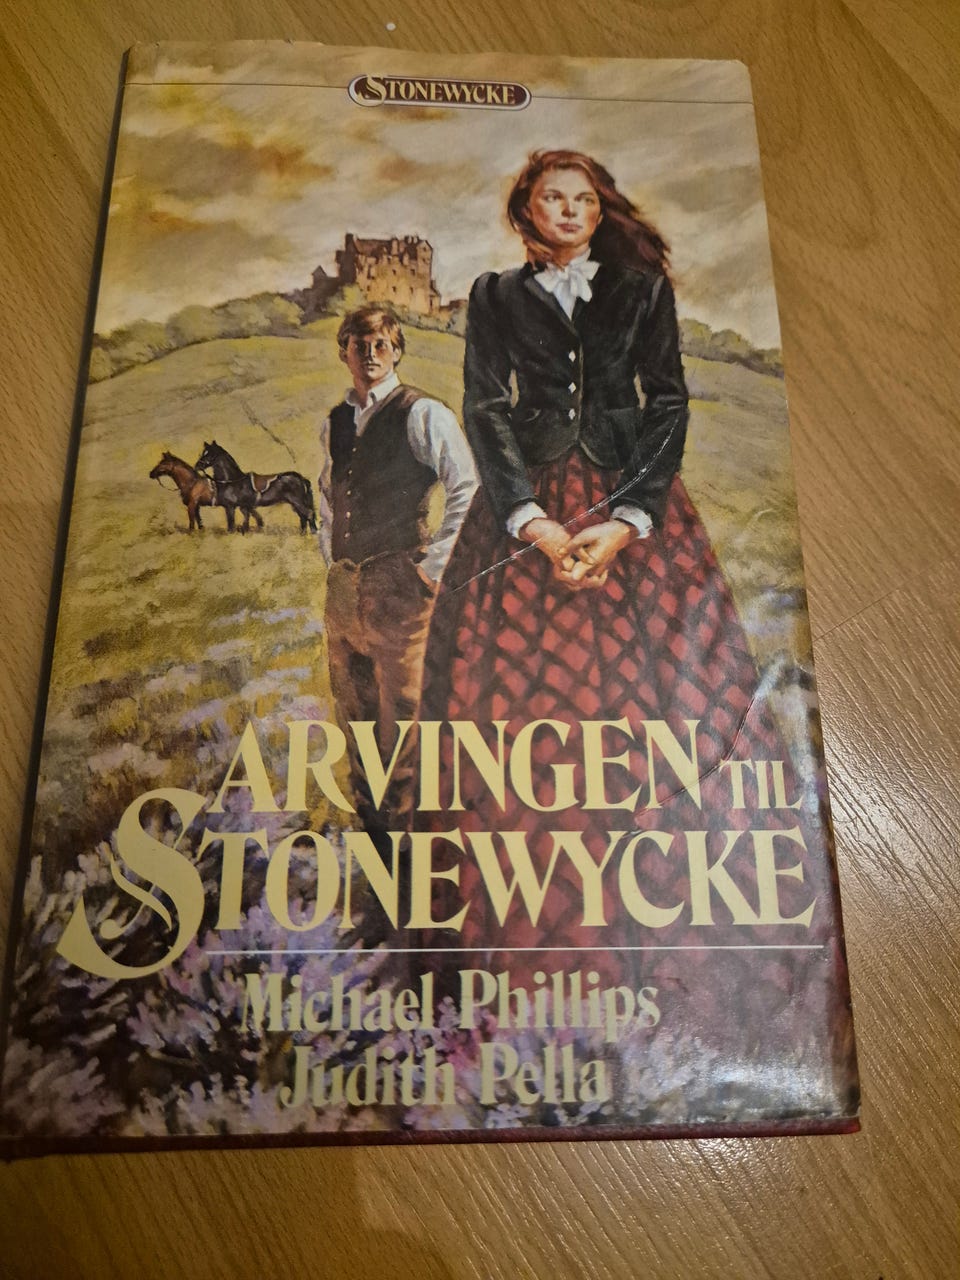 STONEWYCKE
ARVINGEN TIL
STONEWYCKE
Michael Phillips
Judith Pella